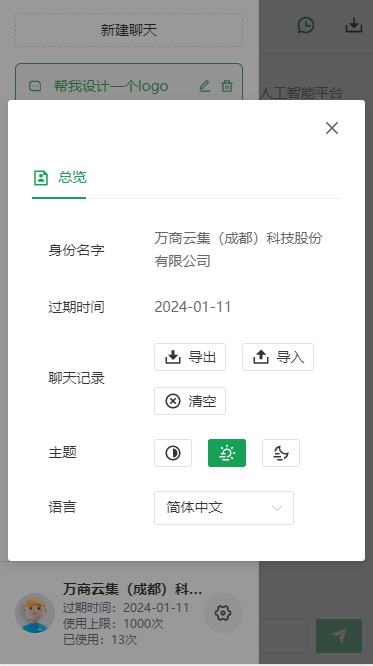 新建聊天
帮我设计一个logo
人工智能平台
总览
身份名字
万商云集（成都）科技股份
有限公司
过期时间
2024-01-11
聊天记录
导出
导入
清空
主题
语言
简体中文
万商云集（成都）科...
过期时间：2024-01-11
使用上限：1000次
已使用：13次